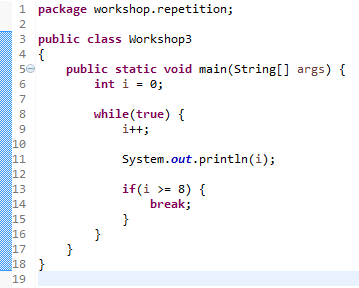 1 package workshop.repetition;
2
3 public class Workshop3
4 {
5     public static void main(String[] args) {
6         int i = 0;
7
8         while(true) {
9             i++;
10
11             System.out.println(i);
12
13             if(i >= 8) {
14                 break;
15             }
16         }
17     }
18 }
19